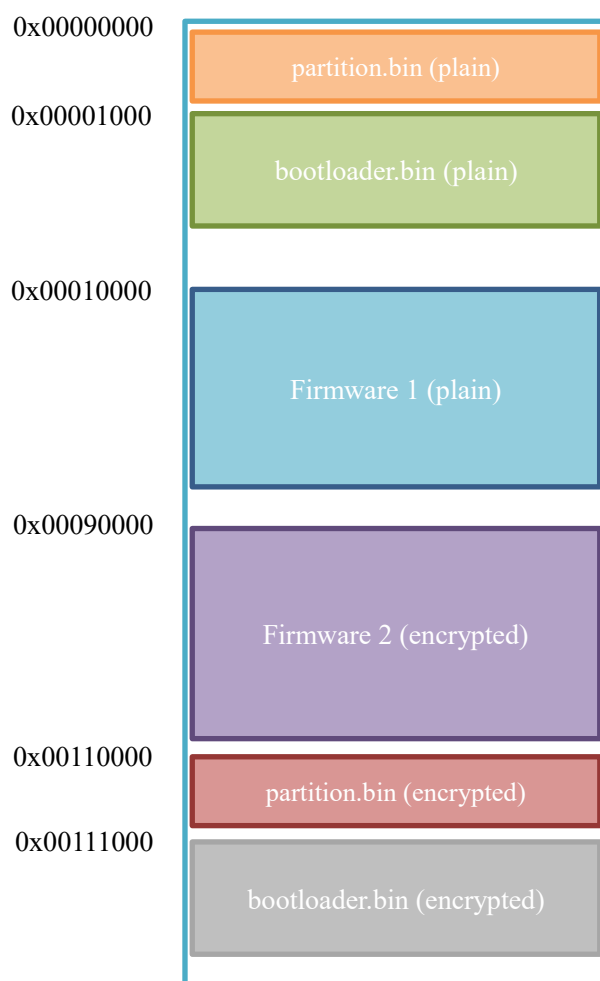 0x00000000
partition.bin (plain)
0x00001000
bootloader.bin (plain)
0x00010000
Firmware 1 (plain)
0x00090000
Firmware 2 (encrypted)
0x00110000
partition.bin (encrypted)
0x00111000
bootloader.bin (encrypted)